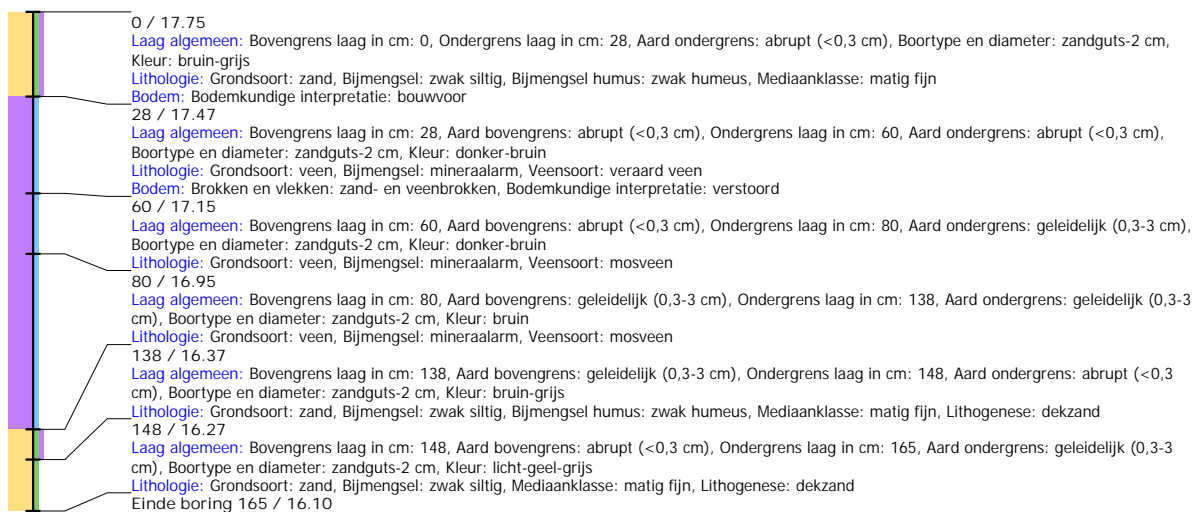 0 / 17.75
Laag algemeen: Bovengrens laag in cm: 0, Ondergrens laag in cm: 28, Aard ondergrens: abrupt (<0,3 cm), Boortype en diameter: zandguts-2 cm,
Kleur: bruin-grijs
Lithologie: Grondsoort: zand, Bijmengsel: zwak siltig, Bijmengsel humus: zwak humeus, Mediaanklasse: matig fijn
Bodem: Bodemkundige interpretatie: bouwvoor
28 / 17.47
Laag algemeen: Bovengrens laag in cm: 28, Aard bovengrens: abrupt (<0,3 cm), Ondergrens laag in cm: 60, Aard ondergrens: abrupt (<0,3 cm),
Boortype en diameter: zandguts-2 cm, Kleur: donker-bruin
Lithologie: Grondsoort: veen, Bijmengsel: mineraalarm, Veensoort: veraard veen
Bodem: Brokken en vlekken: zand- en veenbrokken, Bodemkundige interpretatie: verstoord
60 / 17.15
Laag algemeen: Bovengrens laag in cm: 60, Aard bovengrens: abrupt (<0,3 cm), Ondergrens laag in cm: 80, Aard ondergrens: geleidelijk (0,3-3 cm),
Boortype en diameter: zandguts-2 cm, Kleur: donker-bruin
Lithologie: Grondsoort: veen, Bijmengsel: mineraalarm, Veensoort: mosveen
80 / 16.95
Laag algemeen: Bovengrens laag in cm: 80, Aard bovengrens: geleidelijk (0,3-3 cm), Ondergrens laag in cm: 138, Aard ondergrens: geleidelijk (0,3-3
cm), Boortype en diameter: zandguts-2 cm, Kleur: bruin
Lithologie: Grondsoort: veen, Bijmengsel: mineraalarm, Veensoort: mosveen
138 / 16.37
Laag algemeen: Bovengrens laag in cm: 138, Aard bovengrens: geleidelijk (0,3-3 cm), Ondergrens laag in cm: 148, Aard ondergrens: abrupt (<0,3
cm), Boortype en diameter: zandguts-2 cm, Kleur: bruin-grijs
Lithologie: Grondsoort: zand, Bijmengsel: zwak siltig, Bijmengsel humus: zwak humeus, Mediaanklasse: matig fijn, Lithogenese: dekzand
148 / 16.27
Laag algemeen: Bovengrens laag in cm: 148, Aard bovengrens: abrupt (<0,3 cm), Ondergrens laag in cm: 165, Aard ondergrens: geleidelijk (0,3-3
cm), Boortype en diameter: zandguts-2 cm, Kleur: licht-geel-grijs
Lithologie: Grondsoort: zand, Bijmengsel: zwak siltig, Mediaanklasse: matig fijn, Lithogenese: dekzand
Einde boring 165 / 16.10